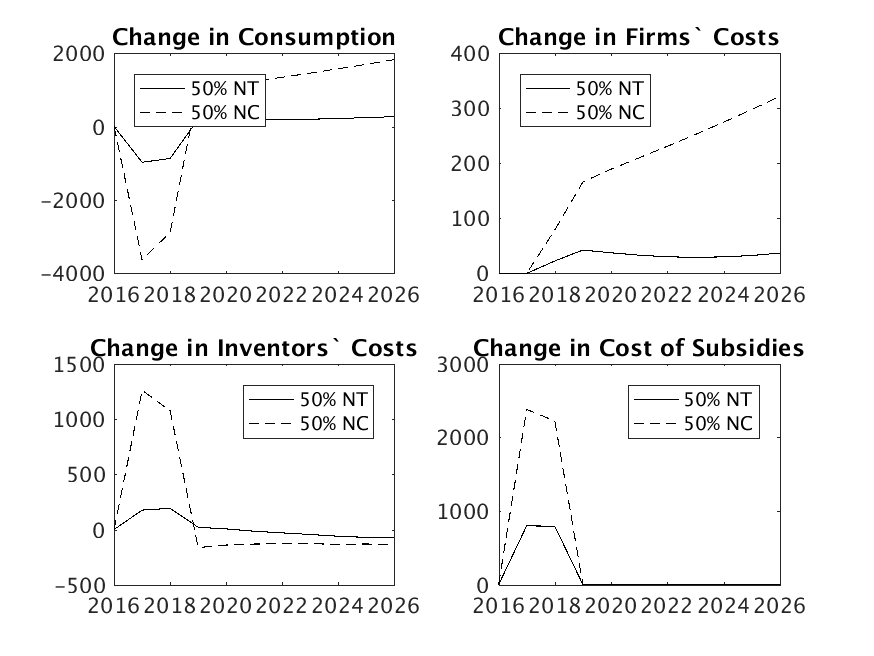 Change in Consumption
2000
0
-2000
-4000
50% NT
50% NC
2016 2018 2020 2022 2024 2026
Change in Firms` Costs
400
300
200
100
0
50% NT
50% NC
2016 2018 2020 2022 2024 2026
Change in Inventors` Costs
1500
1000
500
0
-500
50% NT
50% NC
2016 2018 2020 2022 2024 2026
Change in Cost of Subsidies
3000
2000
1000
0
50% NT
50% NC
2016 2018 2020 2022 2024 2026